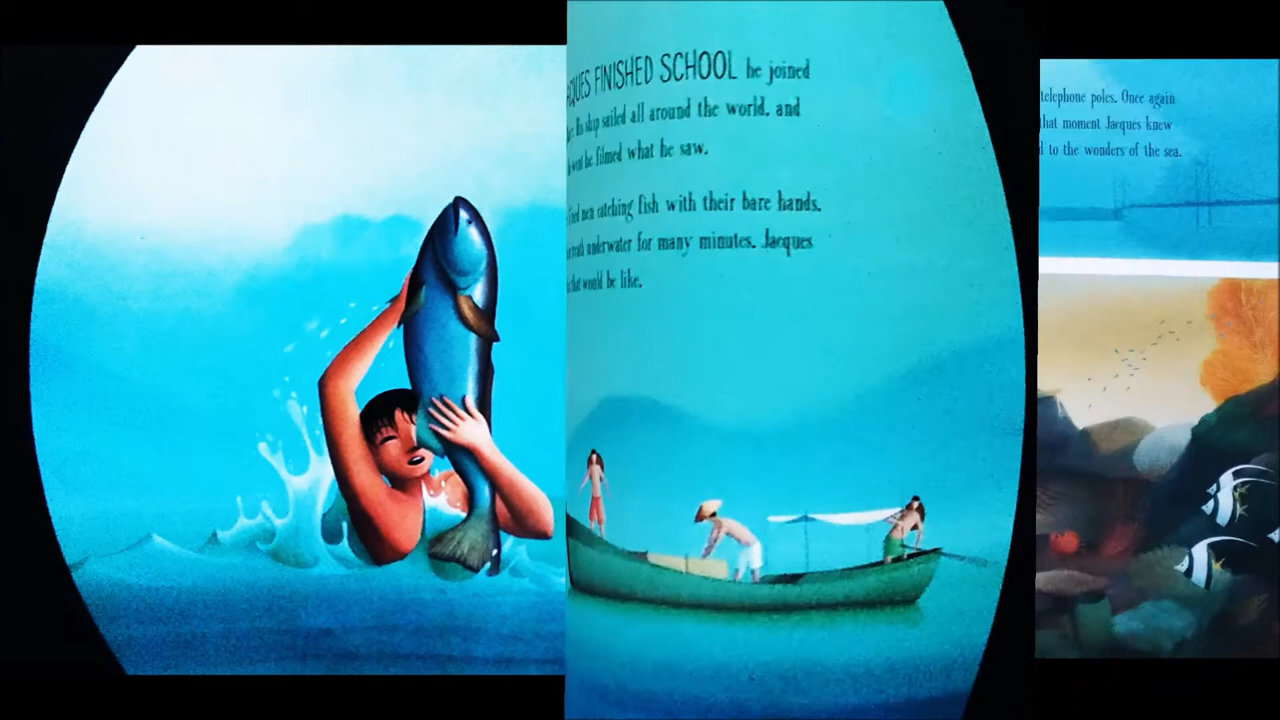 JACQUES FINISHED SCHOOL he joined
His ship sailed all around the world, and
he filmed what he saw.
men catching fish with their bare hands.
underwater for many minutes. Jacques
that would be like.
telephone poles. Once again
that moment Jacques knew
to the wonders of the sea.